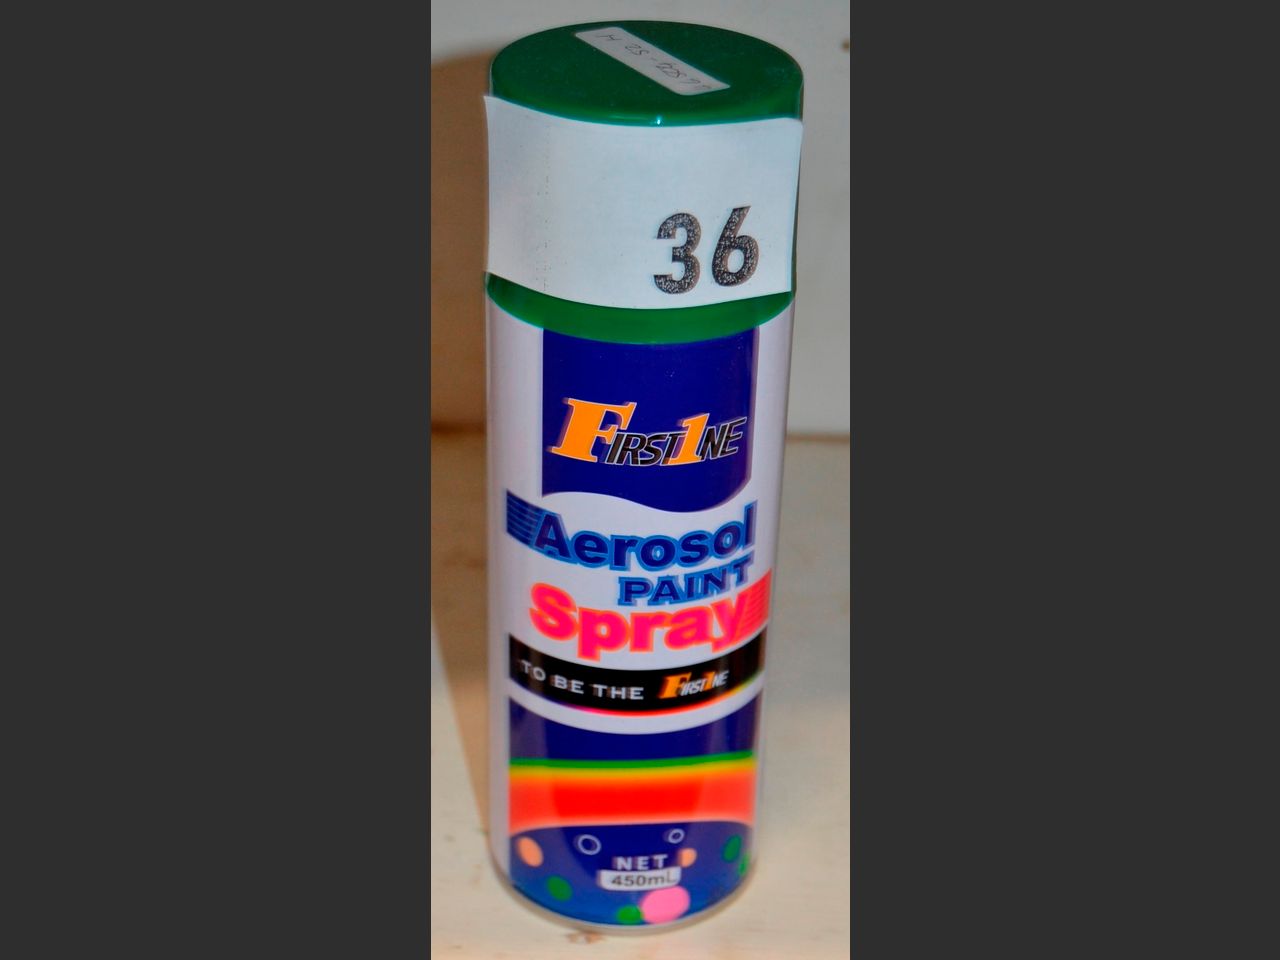 36
FIRST1NE
Aerosol
PAINT
Spray
TO BE THE FIRST1NE
NET
450mL